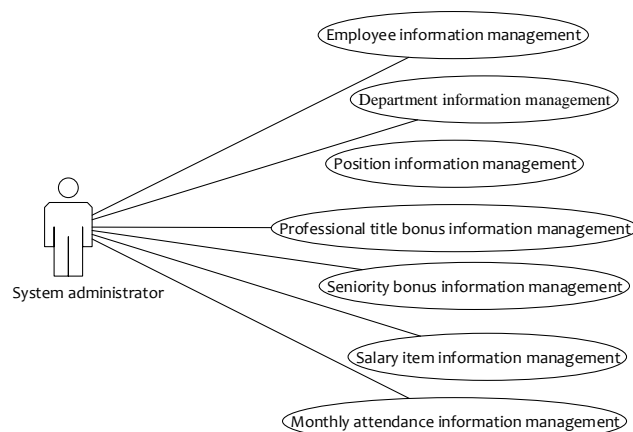 Employee information management
Department information management
Position information management
Professional title bonus information management
Seniority bonus information management
System administrator
Salary item information management
Monthly attendance information management